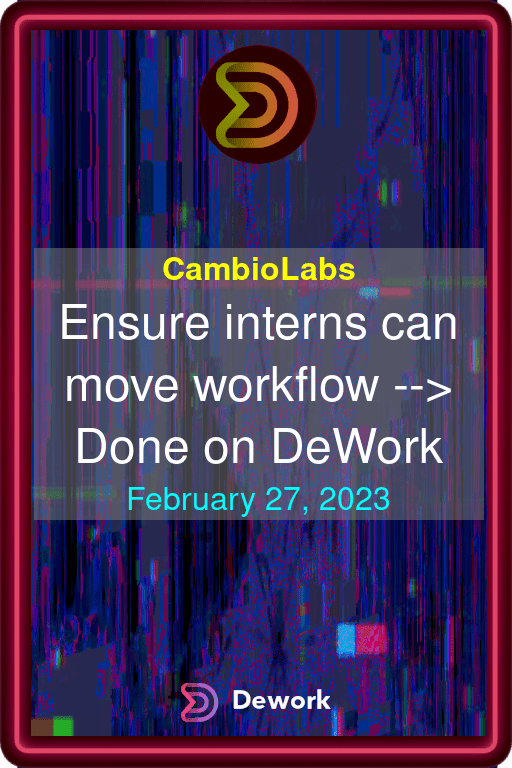 CambioLabs
Ensure interns can
move workflow -->
Done on DeWork
February 27, 2023
Dework